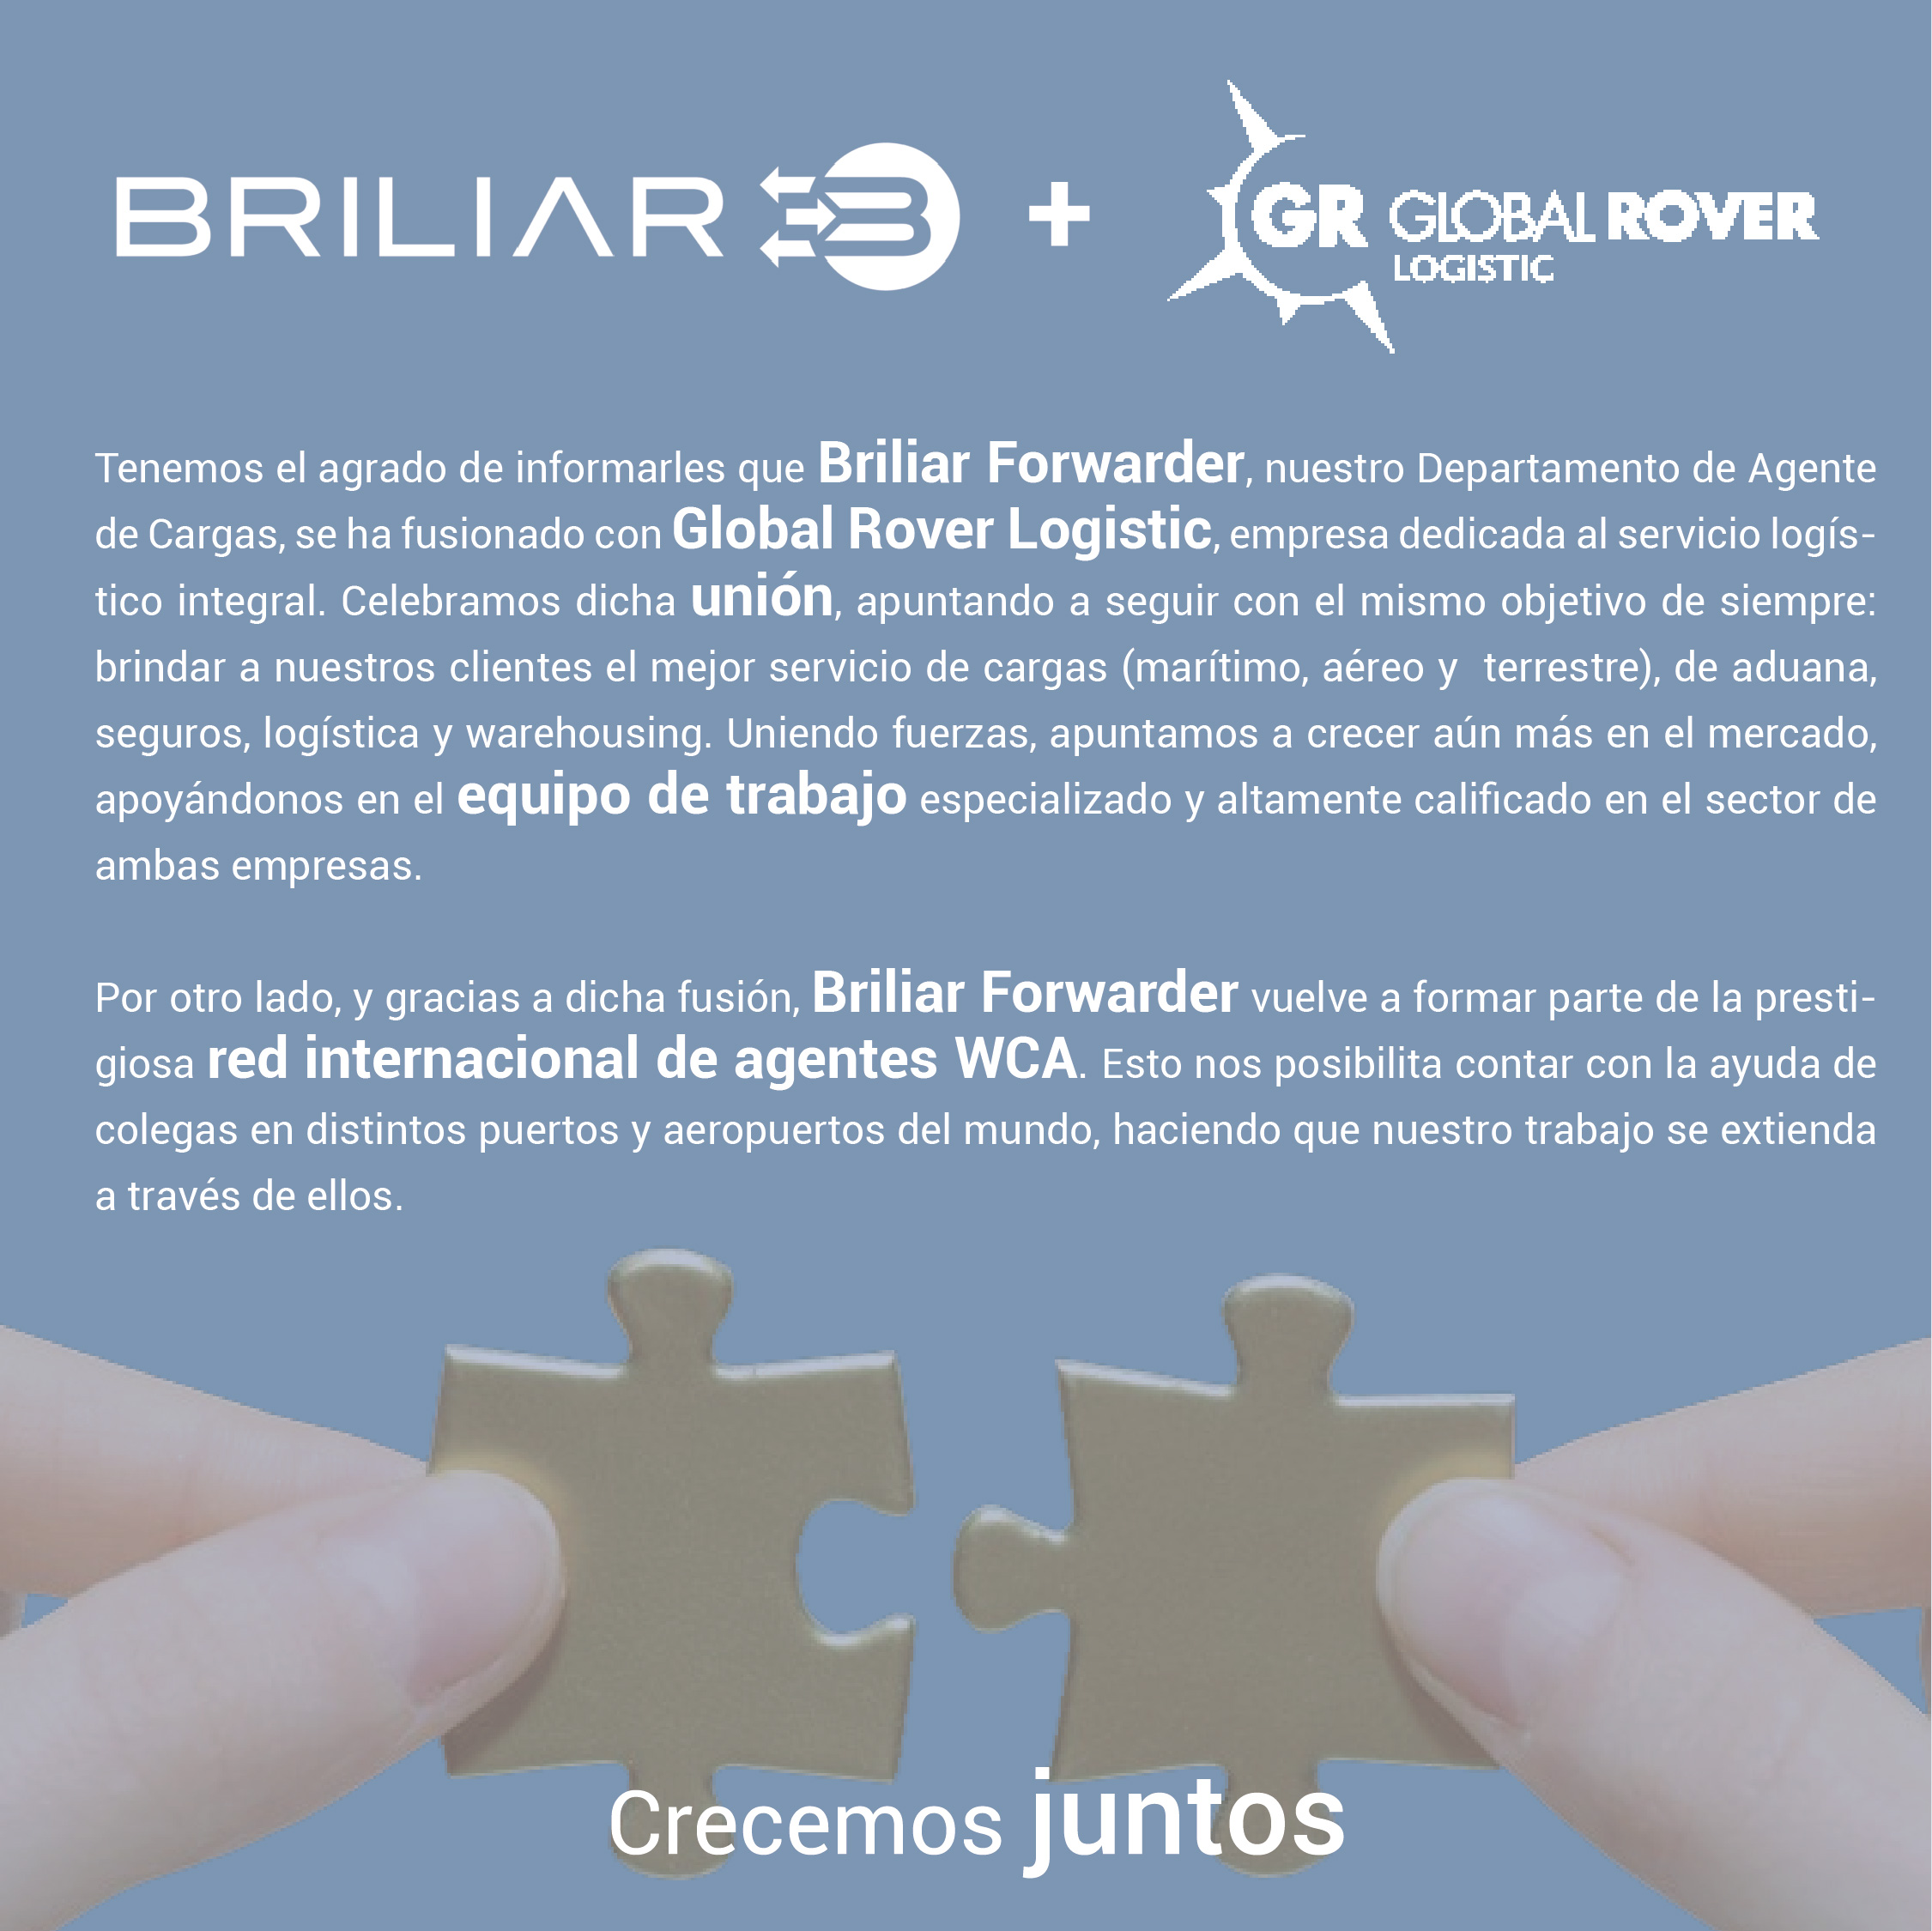 BRILIAR B + GR GLOBAL ROVER
LOGISTIC
Tenemos el agrado de informarles que Briliar Forwarder, nuestro Departamento de Agente
de Cargas, se ha fusionado con Global Rover Logistic, empresa dedicada al servicio logís-
tico integral. Celebramos dicha unión, apuntando a seguir con el mismo objetivo de siempre:
brindar a nuestros clientes el mejor servicio de cargas (marítimo, aéreo y  terrestre), de aduana,
seguros, logística y warehousing. Uniendo fuerzas, apuntamos a crecer aún más en el mercado,
apoyándonos en el equipo de trabajo especializado y altamente calificado en el sector de
ambas empresas.
Por otro lado, y gracias a dicha fusión, Briliar Forwarder vuelve a formar parte de la presti-
giosa red internacional de agentes WCA. Esto nos posibilita contar con la ayuda de
colegas en distintos puertos y aeropuertos del mundo, haciendo que nuestro trabajo se extienda
a través de ellos.
Crecemos juntos